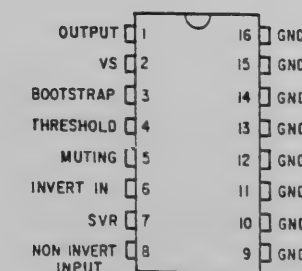 OUTPUT 1 16 GND
VS 2 15 GND
BOOTSTRAP 3 14 GND
THRESHOLD 4 13 GND
MUTING 5 12 GND
INVERT IN 6 11 GND
SVR 7 10 GND
NON INVERT INPUT 8 9 GND